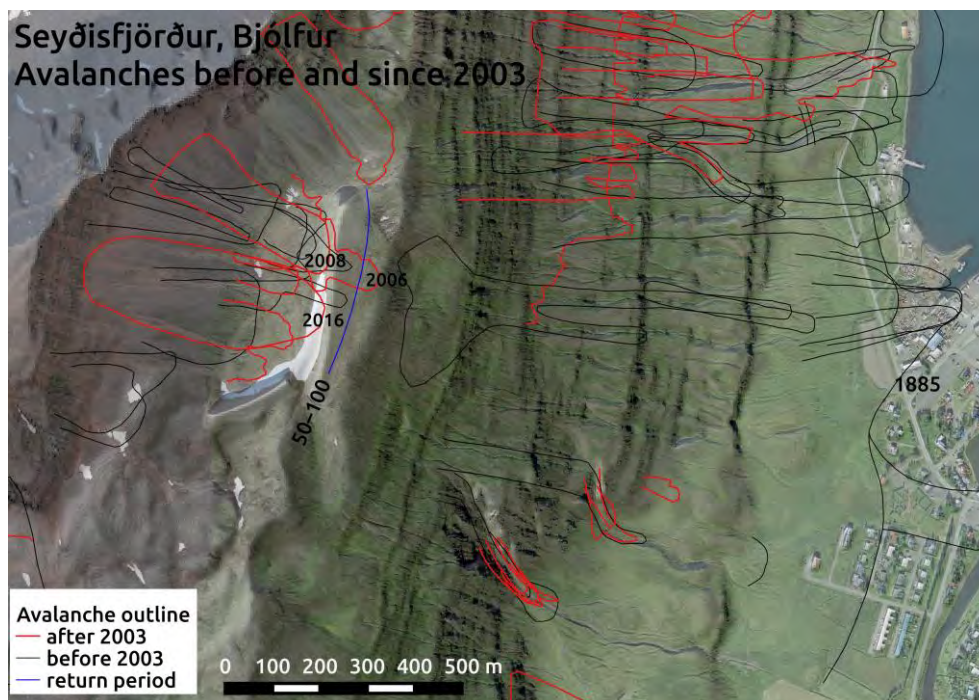 Seyðisfjörður, Bjólfur
Avalanches before and since 2003
2008
2006
2016
50–100
1885
Avalanche outline
after 2003
before 2003
return period
0 100 200 300 400 500 m